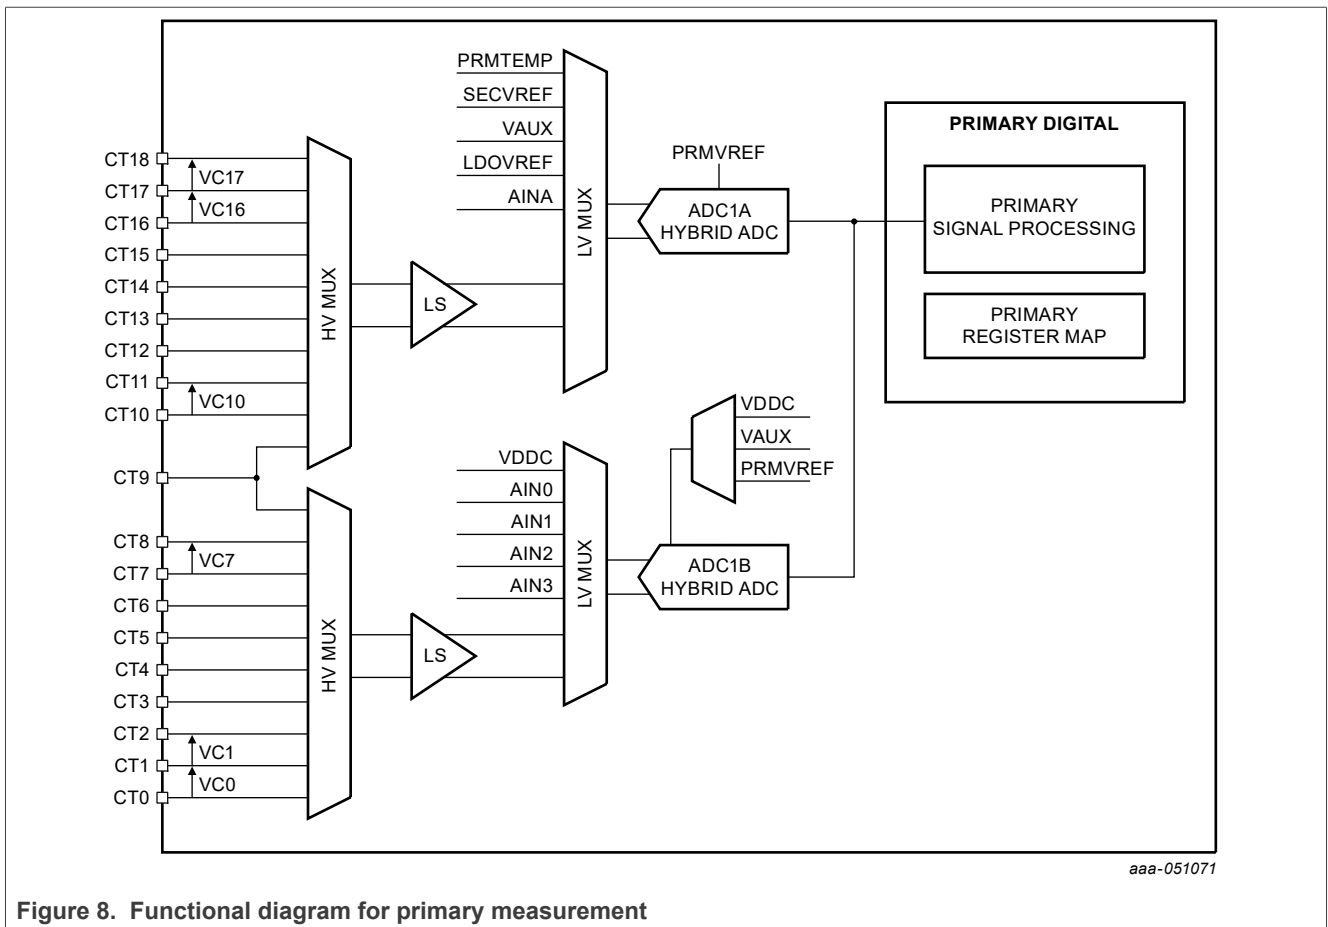 PRMTEMP
SECVREF
VAUX
LDOVREF
AINA
LV MUX
PRMVREF
ADC1A
HYBRID ADC
PRIMARY DIGITAL
PRIMARY
SIGNAL PROCESSING
PRIMARY
REGISTER MAP
CT18
VC17
CT17
VC16
CT16
CT15
CT14
CT13
CT12
CT11
VC10
CT10
HV MUX
LS
CT9
CT8
VC7
CT7
CT6
CT5
CT4
CT3
CT2
VC1
CT1
VC0
CT0
HV MUX
LS
VDDC
AIN0
AIN1
AIN2
AIN3
LV MUX
VDDC
VAUX
PRMVREF
ADC1B
HYBRID ADC
aaa-051071
Figure 8. Functional diagram for primary measurement